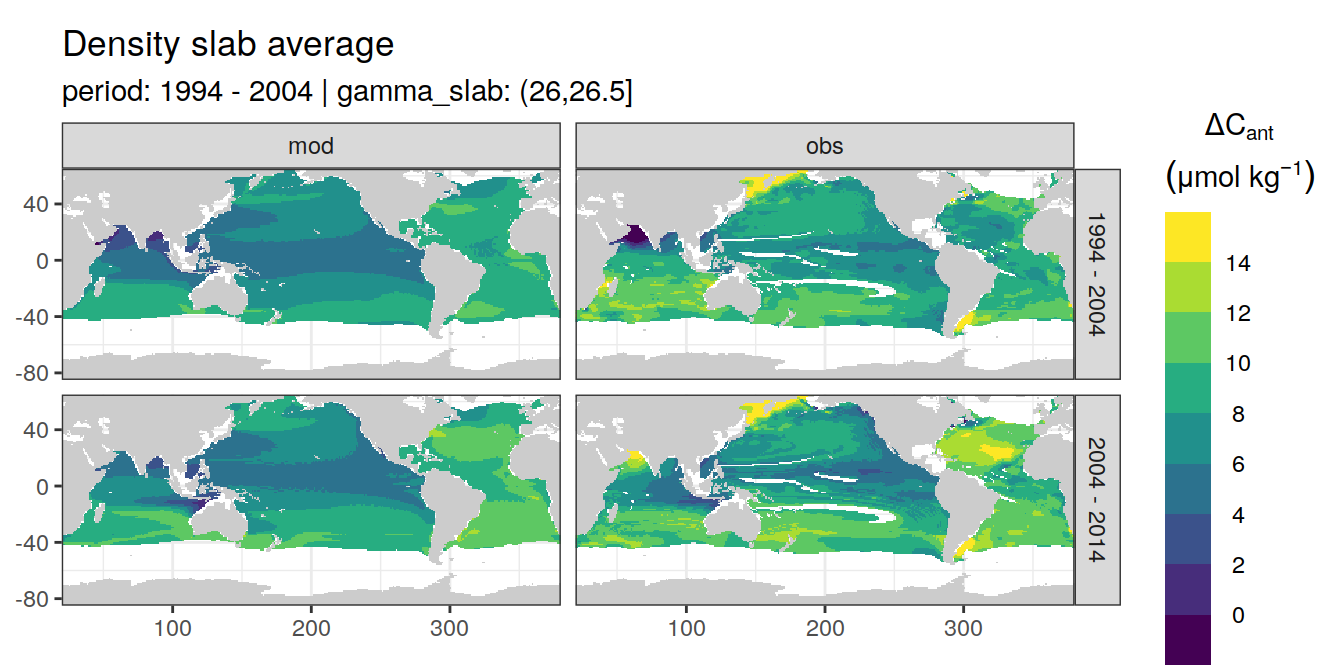 Density slab average
period: 1994 - 2004 | gamma_slab: (26,26.5]
ΔCant
(μmol kg−1)
mod
obs
40
0
-40
-80
1994 - 2004
40
0
-40
-80
2004 - 2014
100
200
300
100
200
300
14
12
10
8
6
4
2
0